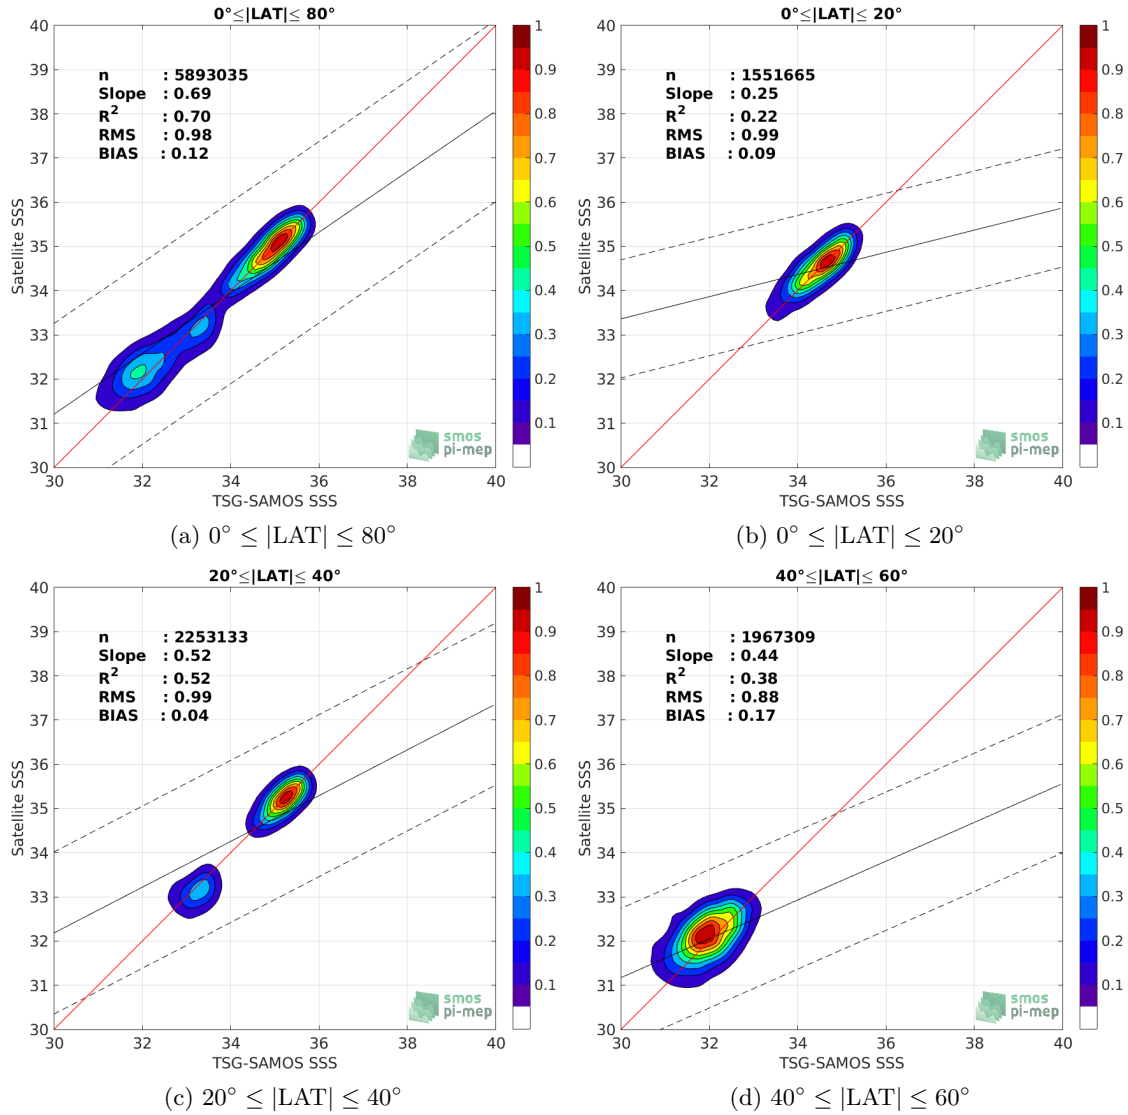 0°≤|LAT|≤ 80°
40
39
38
37
36
35
34
33
32
31
30
Satellite SSS
n : 5893035
Slope : 0.69
R² : 0.70
RMS : 0.98
BIAS : 0.12
smos
pi-mep
30 32 34 36 38 40
TSG-SAMOS SSS
1
0.9
0.8
0.7
0.6
0.5
0.4
0.3
0.2
0.1
(a) 0° ≤ |LAT| ≤ 80°
0°≤|LAT|≤ 20°
40
39
38
37
36
35
34
33
32
31
30
Satellite SSS
n : 1551665
Slope : 0.25
R² : 0.22
RMS : 0.99
BIAS : 0.09
smos
pi-mep
30 32 34 36 38 40
TSG-SAMOS SSS
1
0.9
0.8
0.7
0.6
0.5
0.4
0.3
0.2
0.1
(b) 0° ≤ |LAT| ≤ 20°
20°≤|LAT|≤ 40°
40
39
38
37
36
35
34
33
32
31
30
Satellite SSS
n : 2253133
Slope : 0.52
R² : 0.52
RMS : 0.99
BIAS : 0.04
smos
pi-mep
30 32 34 36 38 40
TSG-SAMOS SSS
1
0.9
0.8
0.7
0.6
0.5
0.4
0.3
0.2
0.1
(c) 20° ≤ |LAT| ≤ 40°
40°≤|LAT|≤ 60°
40
39
38
37
36
35
34
33
32
31
30
Satellite SSS
n : 1967309
Slope : 0.44
R² : 0.38
RMS : 0.88
BIAS : 0.17
smos
pi-mep
30 32 34 36 38 40
TSG-SAMOS SSS
1
0.9
0.8
0.7
0.6
0.5
0.4
0.3
0.2
0.1
(d) 40° ≤ |LAT| ≤ 60°